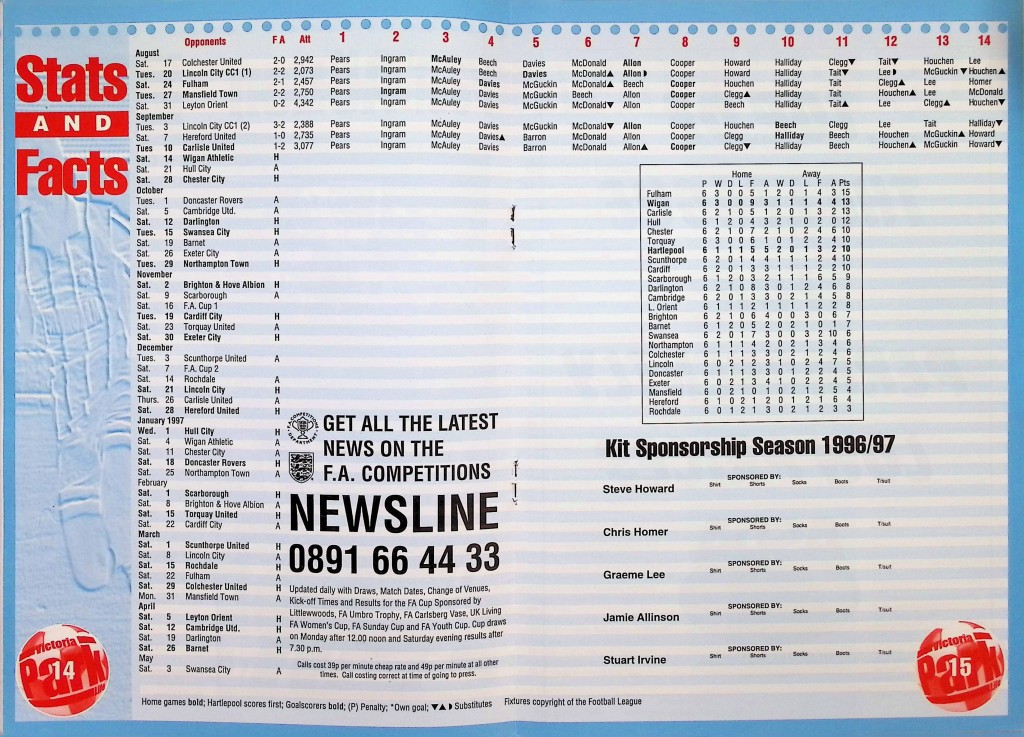 Stats
AND
Facts
Opponents F A Att 1 2 3 4 5 6 7 8 9 10 11 12 13 14
August
Sat. 17 Colchester United 2-0 2,942 Pears Ingram McAuley Beech Davies McDonald Allon Cooper Howard Halliday Clegg▼ Tait▼ Houchen Lee
Tues. 20 Lincoln City CC1 (1) 2-2 2,073 Pears Ingram McAuley Beech Davies McDonald▲ Allon◗ Cooper Howard Halliday Tait▼ Lee◗ McGuckin▼ Houchen▲
Sat. 24 Fulham 2-1 2,457 Pears Ingram McAuley Davies McGuckin McDonald▲ Beech Cooper Houchen Halliday Tait Clegg▲ Lee Homer
Tues. 27 Mansfield Town 2-2 2,750 Pears Ingram McAuley Davies McGuckin Beech Allon Cooper Clegg▲ Halliday Tait Houchen▲ Lee McDonald
Sat. 31 Leyton Orient 0-2 4,342 Pears Ingram McAuley Davies McGuckin McDonald▼ Allon Cooper Beech Halliday Tait▲ Lee Clegg▲ Houchen▼
September
Tues. 3 Lincoln City CC1 (2) 3-2 2,388 Pears Ingram McAuley Davies McGuckin McDonald▼ Allon Cooper Houchen Beech Clegg Lee Tait Halliday▼
Sat. 7 Hereford United 1-0 2,735 Pears Ingram McAuley Davies▲ Barron McDonald Allon Cooper Clegg Halliday Beech Houchen McGuckin▲ Howard
Tues 10 Carlisle United 1-2 3,077 Pears Ingram McAuley Davies Barron McDonald Allon▲ Cooper Clegg▼ Halliday Beech Houchen▲ McGuckin Howard▼
Sat. 14 Wigan Athletic H
Sat. 21 Hull City A
Sat. 28 Chester City H
October
Tues. 1 Doncaster Rovers A
Sat. 5 Cambridge Utd. A
Sat. 12 Darlington H
Tues. 15 Swansea City H
Sat. 19 Barnet A
Sat. 26 Exeter City A
Tues. 29 Northampton Town H
November
Sat. 2 Brighton & Hove Albion H
Sat. 9 Scarborough A
Sat. 16 F.A. Cup 1
Tues. 19 Cardiff City H
Sat. 23 Torquay United A
Sat. 30 Exeter City H
December
Tues. 3 Scunthorpe United A
Sat. 7 F.A. Cup 2
Sat. 14 Rochdale A
Sat. 21 Lincoln City H
Thurs. 26 Carlisle United A
Sat. 28 Hereford United H
January 1997
Wed. 1 Hull City H
Sat. 4 Wigan Athletic A
Sat. 11 Chester City A
Sat. 18 Doncaster Rovers H
Sat. 25 Northampton Town A
February
Sat. 1 Scarborough H
Sat. 8 Brighton & Hove Albion A
Sat. 15 Torquay United H
Sat. 22 Cardiff City A
March
Sat. 1 Scunthorpe United H
Sat. 8 Lincoln City A
Sat. 15 Rochdale H
Sat. 22 Fulham A
Sat. 29 Colchester United H
Mon. 31 Mansfield Town A
April
Sat. 5 Leyton Orient H
Sat. 12 Cambridge Utd. H
Sat. 19 Darlington A
Sat. 26 Barnet H
May
Sat. 3 Swansea City A
GET ALL THE LATEST
NEWS ON THE
F.A. COMPETITIONS
NEWSLINE
0891 66 44 33
Updated daily with Draws, Match Dates, Change of Venues,
Kick-off Times and Results for the FA Cup Sponsored by
Littlewwoods, FA Umbro Trophy, FA Carlsberg Vase, UK Living
FA Women's Cup, FA Sunday Cup and FA Youth Cup. Cup draws
on Monday after 12.00 noon and Saturday evening results after
7.30 p.m.
Calls cost 39p per minute cheap rate and 49p per minute at all other
times. Call costing correct at time of going to press.
Home Away
P W D L F A W D L F A Pts
Fulham 6 3 0 0 5 1 2 0 1 4 3 15
Wigan 6 3 0 0 9 3 1 1 1 4 4 13
Carlisle 6 2 1 0 5 1 2 0 1 3 2 13
Hull 6 1 2 0 4 3 2 1 0 2 0 12
Chester 6 2 1 0 7 2 1 0 2 4 6 10
Torquay 6 3 0 0 6 1 0 1 2 2 4 10
Hartlepool 6 1 1 1 5 5 2 0 1 3 2 10
Scunthorpe 6 2 0 1 4 4 1 1 1 2 4 10
Cardiff 6 2 0 1 3 3 1 1 1 2 2 10
Scarborough 6 1 2 0 3 2 1 1 1 6 5 9
Darlington 6 2 1 0 8 3 0 1 2 4 6 8
Cambridge 6 2 0 1 3 3 0 2 1 4 5 8
L. Orient 6 1 1 1 2 1 1 1 1 2 2 8
Brighton 6 2 1 0 6 4 0 0 3 0 6 7
Barnet 6 1 2 0 5 2 0 2 1 0 1 7
Swansea 6 2 0 1 7 3 0 0 3 2 10 6
Northampton 6 1 1 1 4 2 0 2 1 3 4 6
Colchester 6 1 1 1 3 3 0 2 1 2 4 6
Lincoln 6 0 2 1 2 3 1 0 2 4 7 5
Doncaster 6 1 1 1 3 3 0 1 2 2 4 5
Exeter 6 1 0 2 1 3 1 1 1 2 4 5
Mansfield 6 0 2 1 3 4 1 0 2 2 5 4
Hereford 6 1 0 2 1 2 0 1 2 1 6 4
Rochdale 6 0 1 2 1 3 0 2 1 2 3 3
Kit Sponsorship Season 1996/97
SPONSORED BY:
Steve Howard Shirt Shorts Socks Boots T/suit
SPONSORED BY:
Chris Homer Shirt Shorts Socks Boots T/suit
SPONSORED BY:
Graeme Lee Shirt Shorts Socks Boots T/suit
SPONSORED BY:
Jamie Allinson Shirt Shorts Socks Boots T/suit
SPONSORED BY:
Stuart Irvine Shirt Shorts Socks Boots T/suit
Victoria
Park
14
Victoria
Park
15
Home games bold; Hartlepool scores first; Goalscorers bold; (P) Penalty; *Own goal; ▼▲◗ Substitutes Fixtures copyright of the Football League